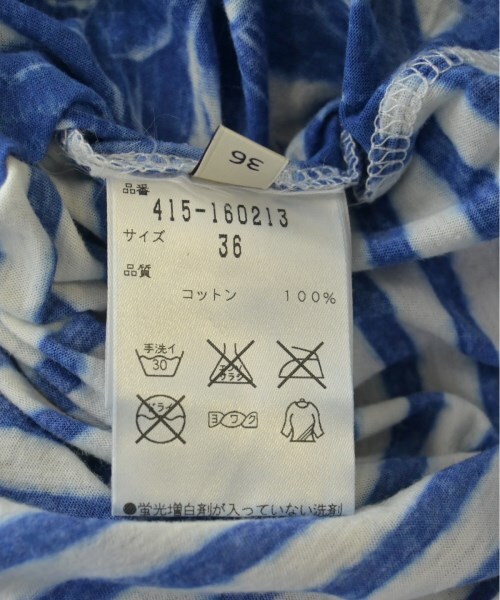 36
品番
415-160213
サイズ
36
品質
コットン 100%
手洗イ
30
エンソ
サラシ
ドライ
ヨワク
●蛍光増白剤が入っていない洗剤